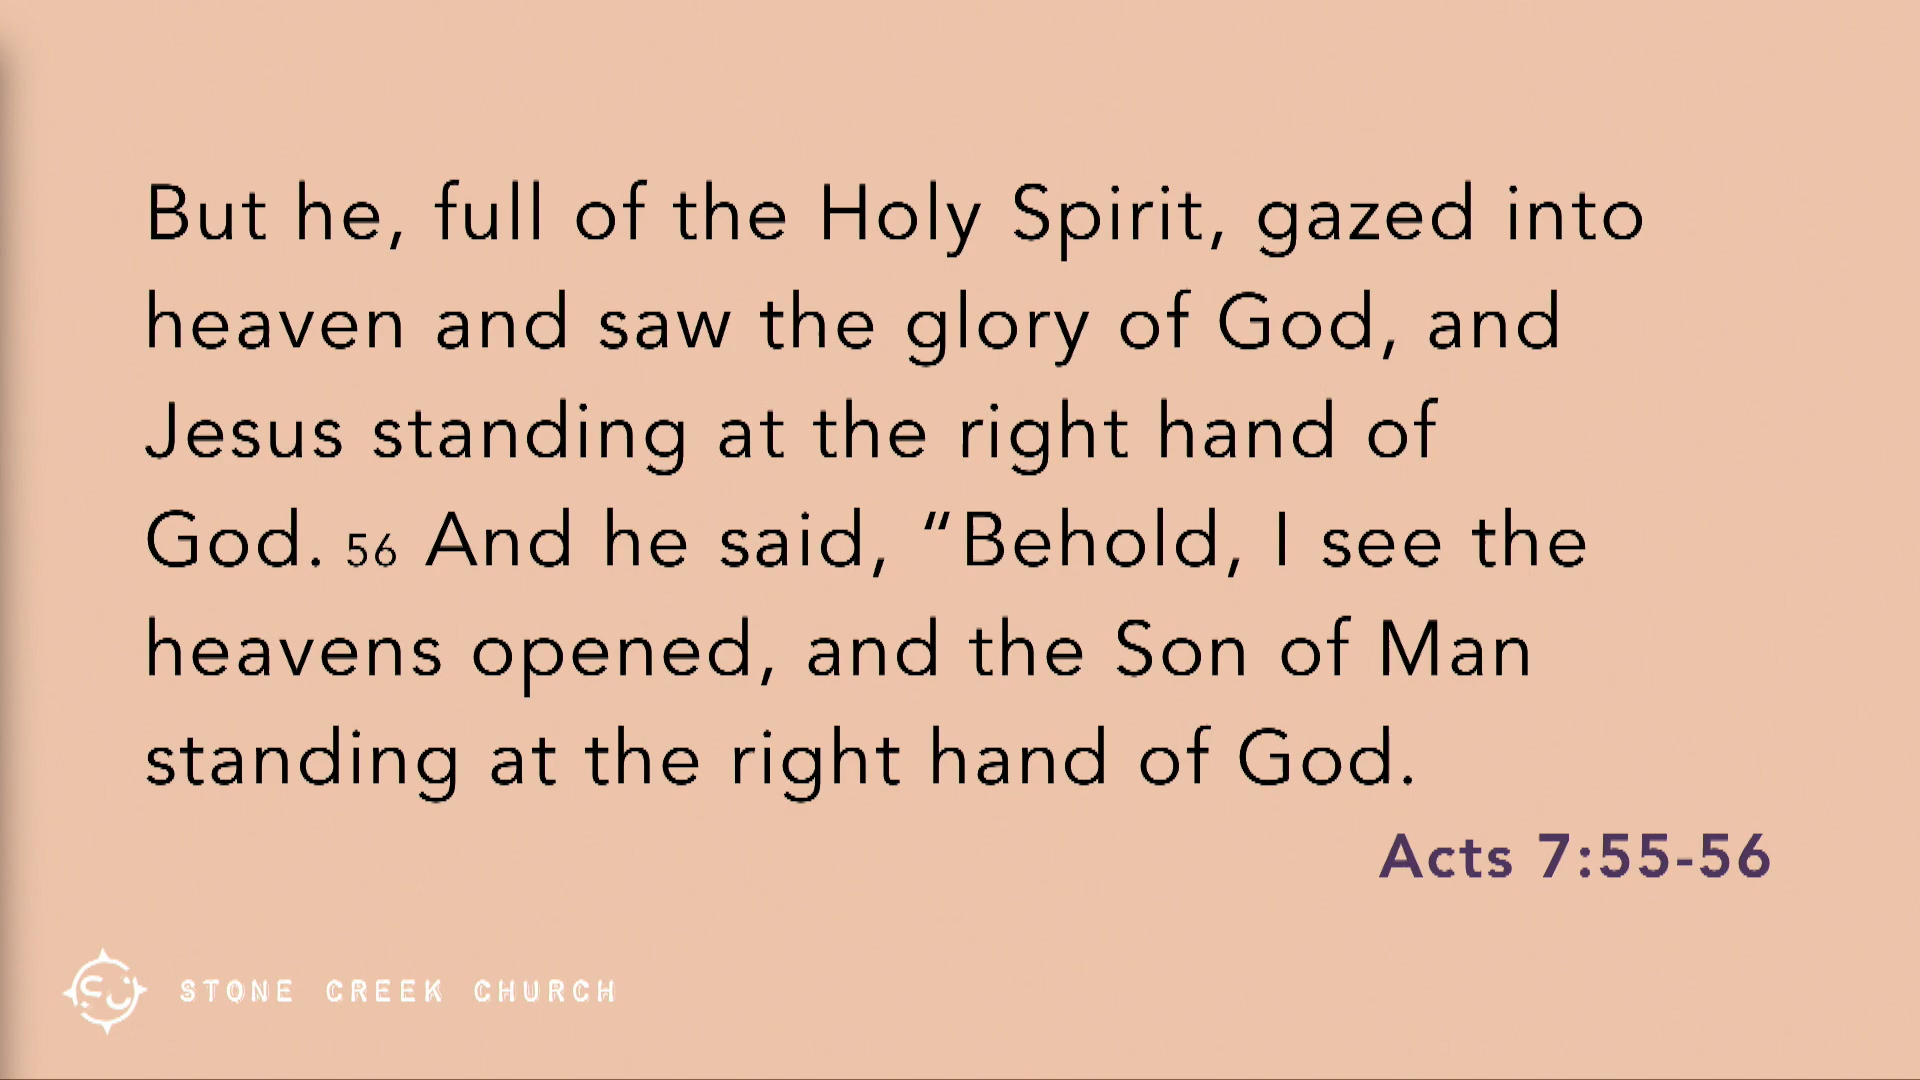 But he, full of the Holy Spirit, gazed into
heaven and saw the glory of God, and
Jesus standing at the right hand of
God. 56 And he said, “Behold, I see the
heavens opened, and the Son of Man
standing at the right hand of God.
Acts 7:55-56
STONE CREEK CHURCH